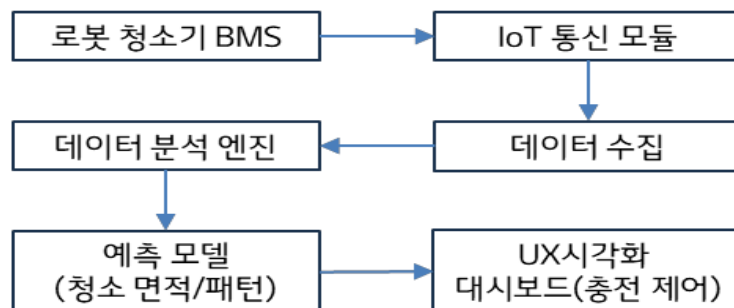 로봇 청소기 BMS
IoT 통신 모듈
데이터 수집
데이터 분석 엔진
예측 모델
(청소 면적/패턴)
UX시각화
대시보드(충전 제어)